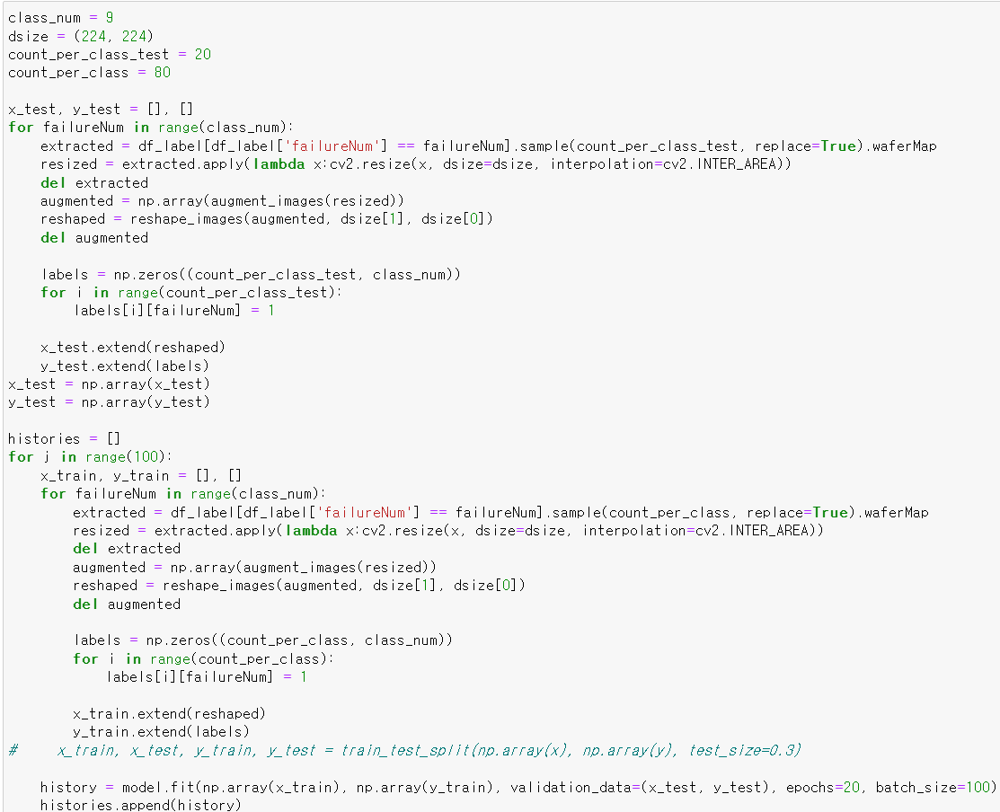 class_num = 9
dsize = (224, 224)
count_per_class_test = 20
count_per_class = 80

x_test, y_test = [], []
for failureNum in range(class_num):
    extracted = df_label[df_label['failureNum'] == failureNum].sample(count_per_class_test, replace=True).waferMap
    resized = extracted.apply(lambda x:cv2.resize(x, dsize=dsize, interpolation=cv2.INTER_AREA))
    del extracted
    augmented = np.array(augment_images(resized))
    reshaped = reshape_images(augmented, dsize[1], dsize[0])
    del augmented

    labels = np.zeros((count_per_class_test, class_num))
    for i in range(count_per_class_test):
        labels[i][failureNum] = 1

    x_test.extend(reshaped)
    y_test.extend(labels)
x_test = np.array(x_test)
y_test = np.array(y_test)

histories = []
for j in range(100):
    x_train, y_train = [], []
    for failureNum in range(class_num):
        extracted = df_label[df_label['failureNum'] == failureNum].sample(count_per_class, replace=True).waferMap
        resized = extracted.apply(lambda x:cv2.resize(x, dsize=dsize, interpolation=cv2.INTER_AREA))
        del extracted
        augmented = np.array(augment_images(resized))
        reshaped = reshape_images(augmented, dsize[1], dsize[0])
        del augmented

        labels = np.zeros((count_per_class, class_num))
        for i in range(count_per_class):
            labels[i][failureNum] = 1

        x_train.extend(reshaped)
        y_train.extend(labels)
#     x_train, x_test, y_train, y_test = train_test_split(np.array(x), np.array(y), test_size=0.3)

    history = model.fit(np.array(x_train), np.array(y_train), validation_data=(x_test, y_test), epochs=20, batch_size=100)
    histories.append(history)